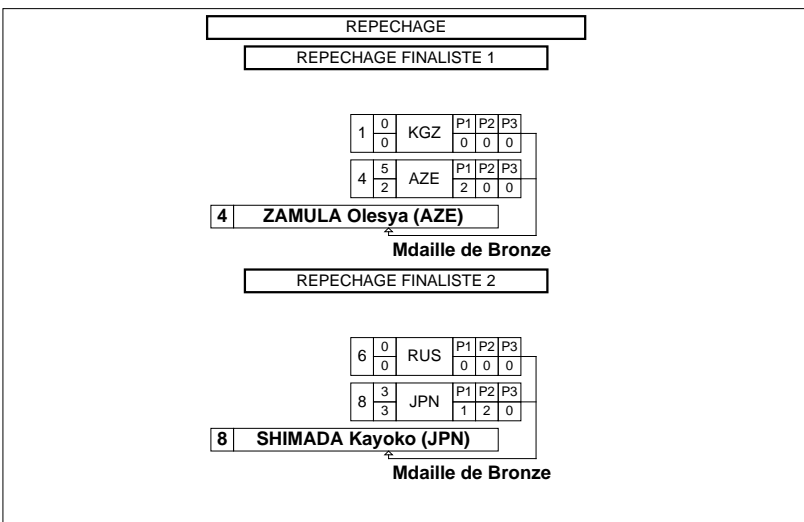 REPECHAGE
REPECHAGE FINALISTE 1
1 0 KGZ P1 P2 P3
0 0 0 0
4 5 AZE P1 P2 P3
2 2 0 0
4 ZAMULA Olesya (AZE)
Mdaille de Bronze
REPECHAGE FINALISTE 2
6 0 RUS P1 P2 P3
0 0 0 0
8 3 JPN P1 P2 P3
3 1 2 0
8 SHIMADA Kayoko (JPN)
Mdaille de Bronze